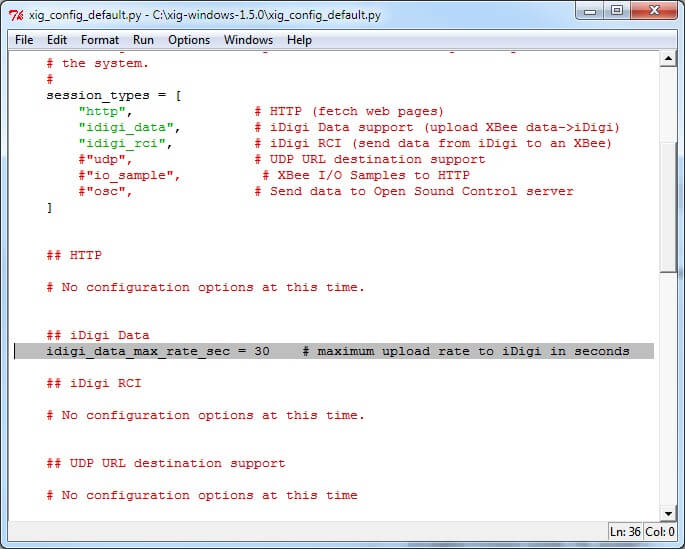 xig_config_default.py - C:\xig-windows-1.5.0\xig_config_default.py
File Edit Format Run Options Windows Help
# the system.
#
session_types = [
    "http",               # HTTP (fetch web pages)
    "idigi_data",         # iDigi Data support (upload XBee data->iDigi)
    "idigi_rci",          # iDigi RCI (send data from iDigi to an XBee)
    #"udp",               # UDP URL destination support
    #"io_sample",          # XBee I/O Samples to HTTP
    #"osc",               # Send data to Open Sound Control server
]
## HTTP
# No configuration options at this time.
## iDigi Data
idigi_data_max_rate_sec = 30    # maximum upload rate to iDigi in seconds
## iDigi RCI
# No configuration options at this time.
## UDP URL destination support
# No configuration options at this time
Ln: 36 Col: 0